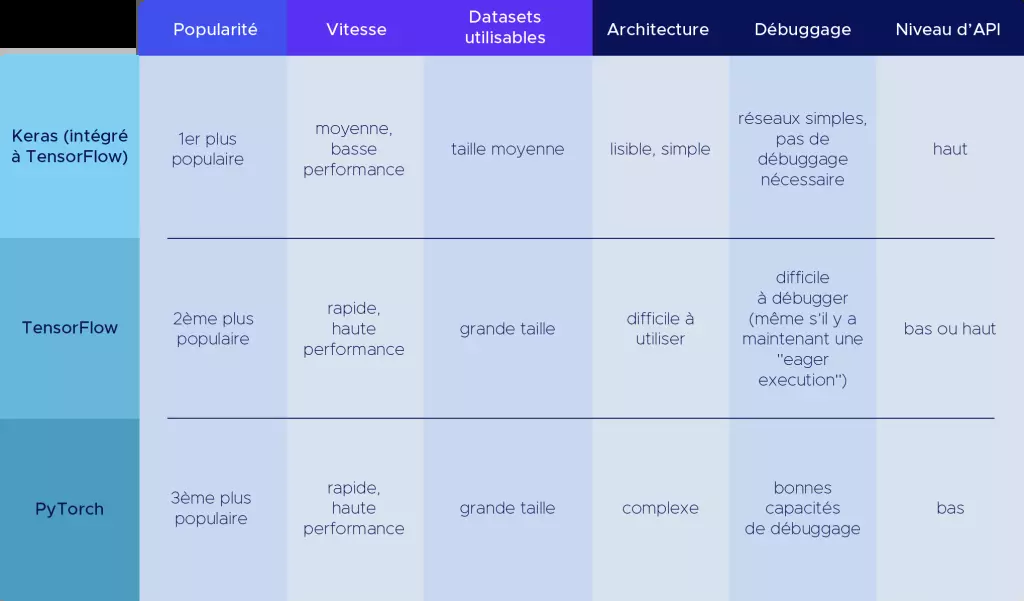 Popularité
Vitesse
Datasets
utilisables
Architecture
Débuggage
Niveau d'API
Keras (intégré
à TensorFlow)
1er plus
populaire
moyenne,
basse
performance
taille moyenne
lisible, simple
réseaux simples,
pas de
débuggage
nécessaire
haut
TensorFlow
2ème plus
populaire
rapide,
haute
performance
grande taille
difficile à
utiliser
difficile
à débugger
(même s'il y a
maintenant une
"eager
execution")
bas ou haut
PyTorch
3ème plus
populaire
rapide,
haute
performance
grande taille
complexe
bonnes
capacités
de débuggage
bas